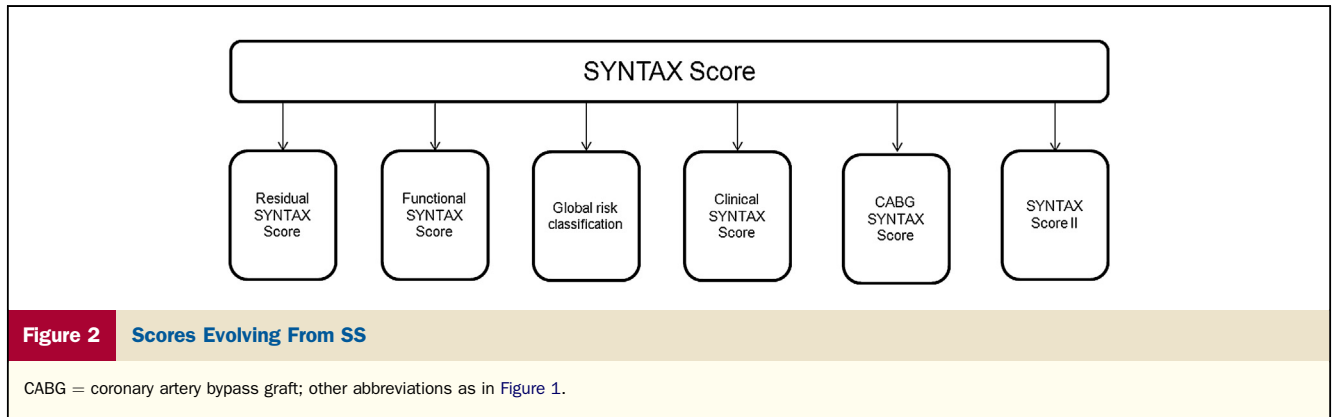 SYNTAX Score
Residual
SYNTAX
Score
Functional
SYNTAX
Score
Global risk
classification
Clinical
SYNTAX
Score
CABG
SYNTAX
Score
SYNTAX
Score II
Figure 2 Scores Evolving From SS
CABG = coronary artery bypass graft; other abbreviations as in Figure 1.